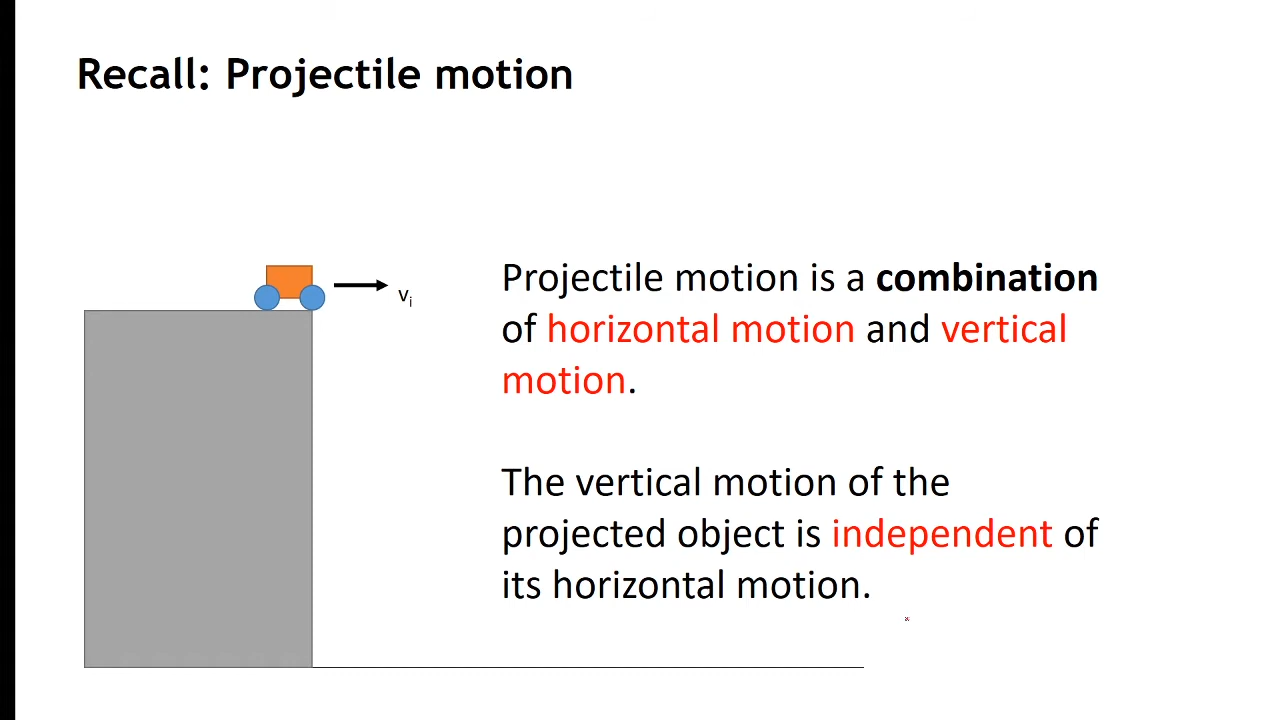 Recall: Projectile motion
v_i
Projectile motion is a combination
of horizontal motion and vertical
motion.
The vertical motion of the
projected object is independent of
its horizontal motion.